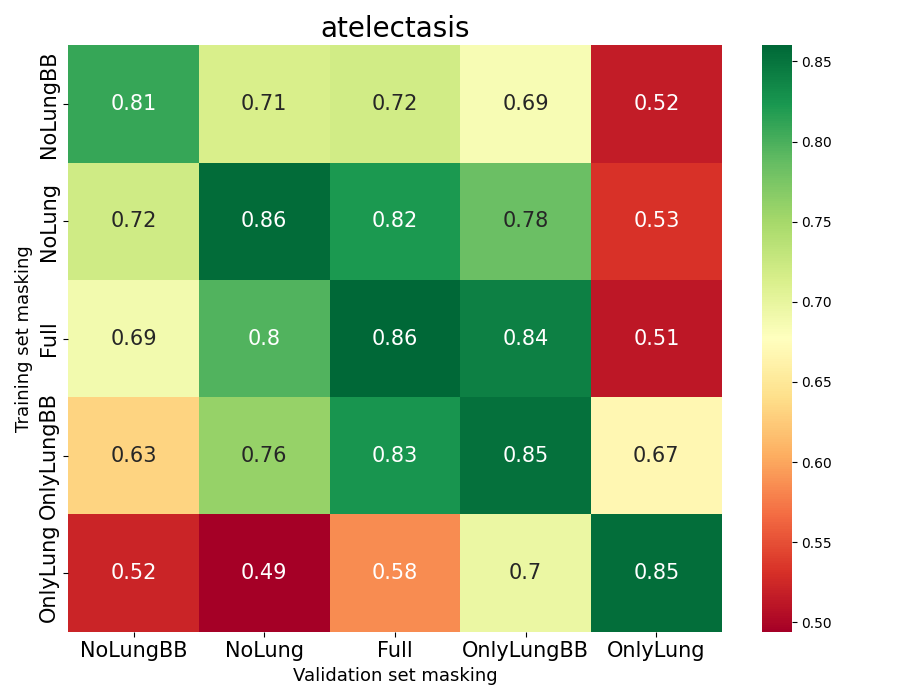 atelectasis
Training set masking
NoLungBB
0.81 0.71 0.72 0.69 0.52
NoLung
0.72 0.86 0.82 0.78 0.53
Full
0.69 0.8 0.86 0.84 0.51
OnlyLungBB
0.63 0.76 0.83 0.85 0.67
OnlyLung
0.52 0.49 0.58 0.7 0.85
NoLungBB NoLung Full OnlyLungBB OnlyLung
Validation set masking
0.85
0.80
0.75
0.70
0.65
0.60
0.55
0.50